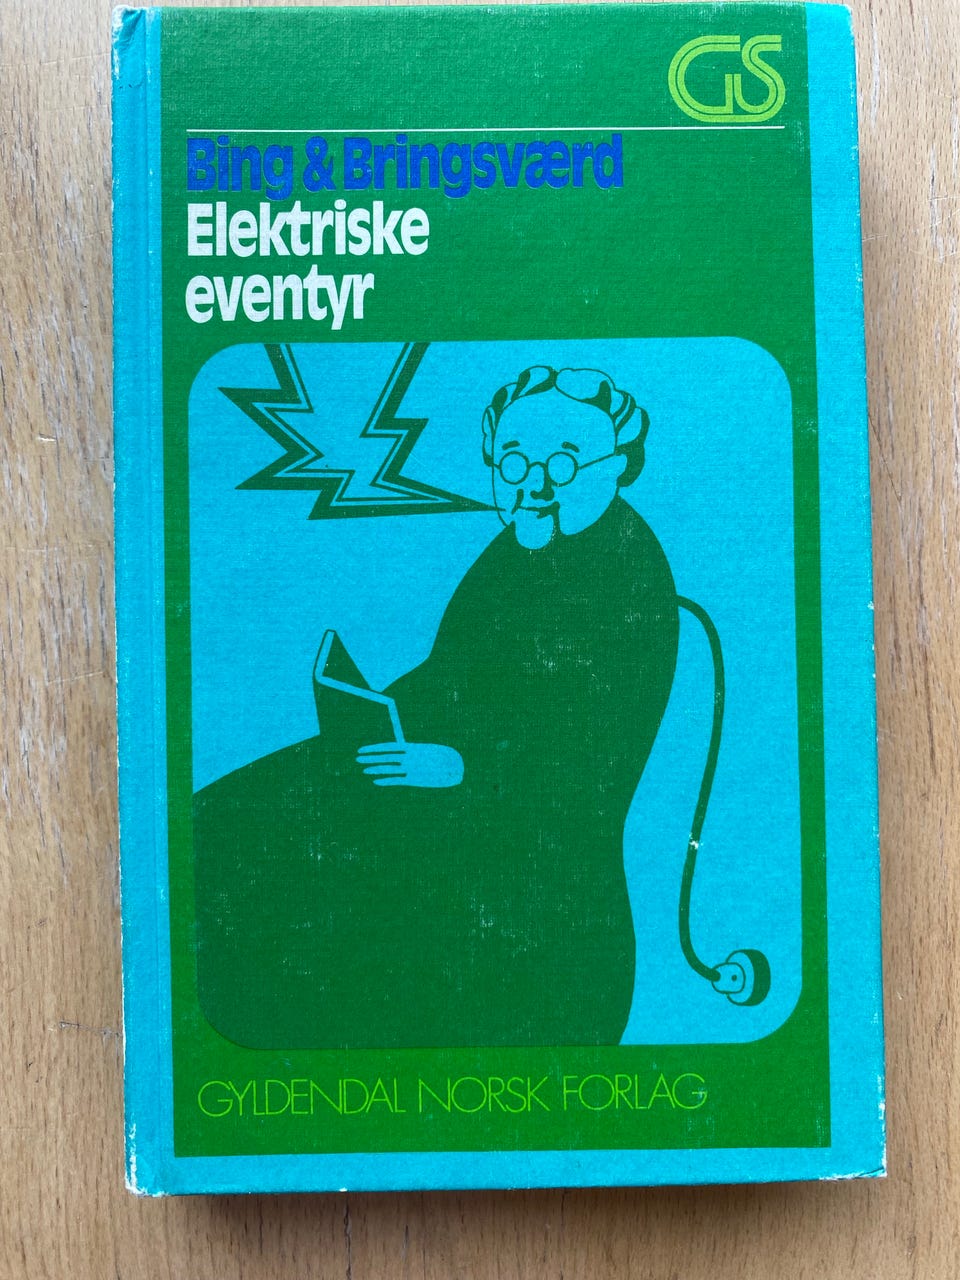 GS
Bing & Bringsværd
Elektriske
eventyr
GYLDENDAL NORSK FORLAG